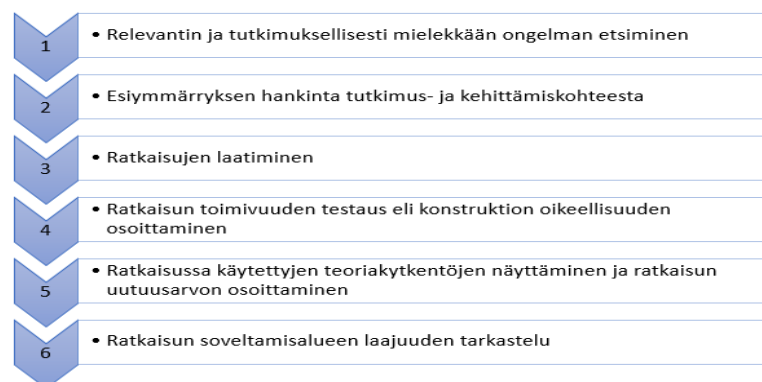 1
• Relevantin ja tutkimuksellisesti mielekkään ongelman etsiminen
2
• Esiymmärryksen hankinta tutkimus- ja kehittämiskohteesta
3
• Ratkaisujen laatiminen
4
• Ratkaisun toimivuuden testaus eli konstruktion oikeellisuuden
osoittaminen
5
• Ratkaisussa käytettyjen teoriakytkentöjen näyttäminen ja ratkaisun
uutuusarvon osoittaminen
6
• Ratkaisun soveltamisalueen laajuuden tarkastelu